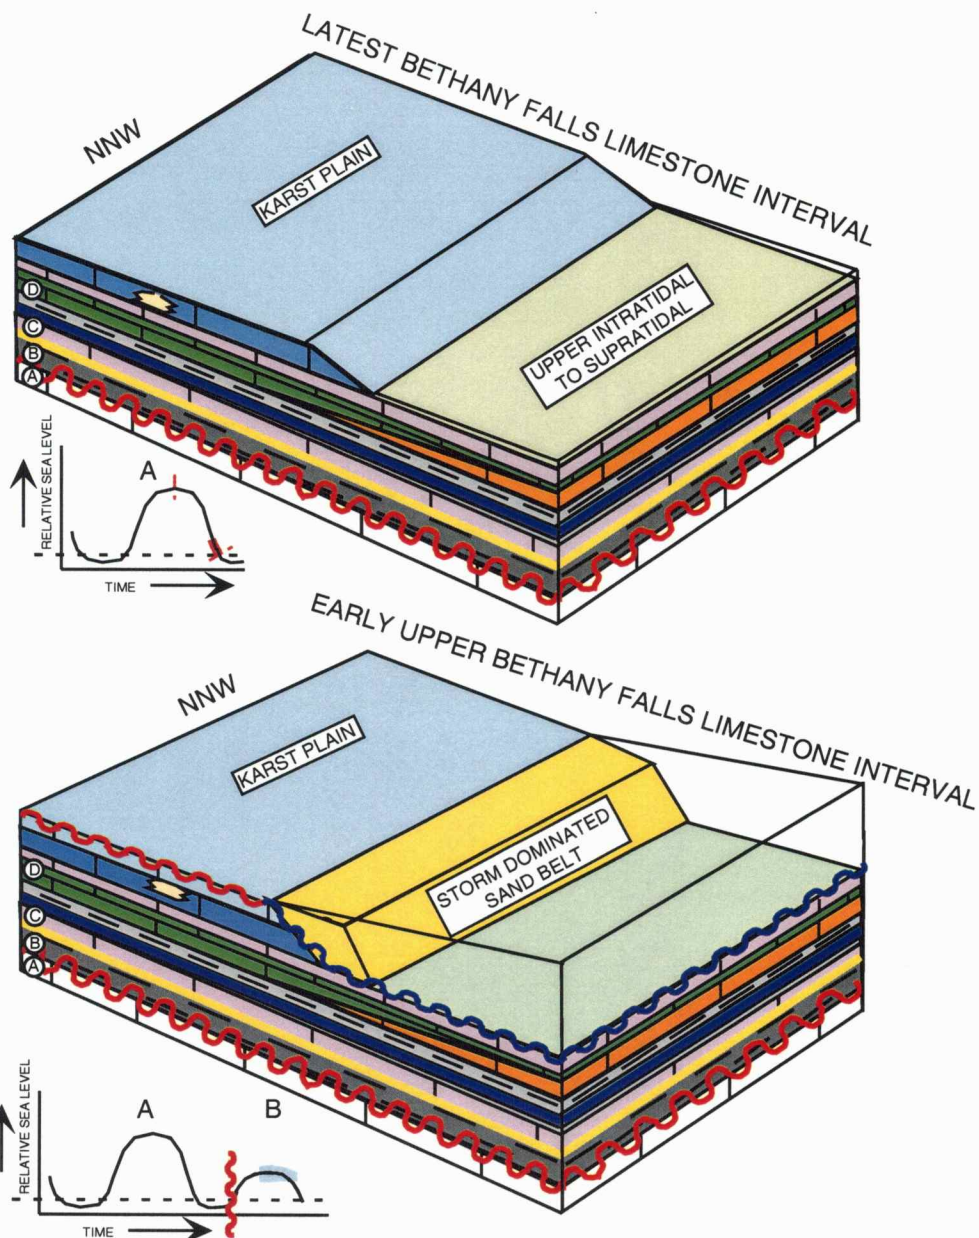 LATEST BETHANY FALLS LIMESTONE INTERVAL
NNW
KARST PLAIN
UPPER INTRATIDAL
TO SUPRATIDAL
D
C
B
A
RELATIVE SEA LEVEL
A
TIME
EARLY UPPER BETHANY FALLS LIMESTONE INTERVAL
NNW
KARST PLAIN
STORM DOMINATED
SAND BELT
D
C
B
A
RELATIVE SEA LEVEL
A
B
TIME